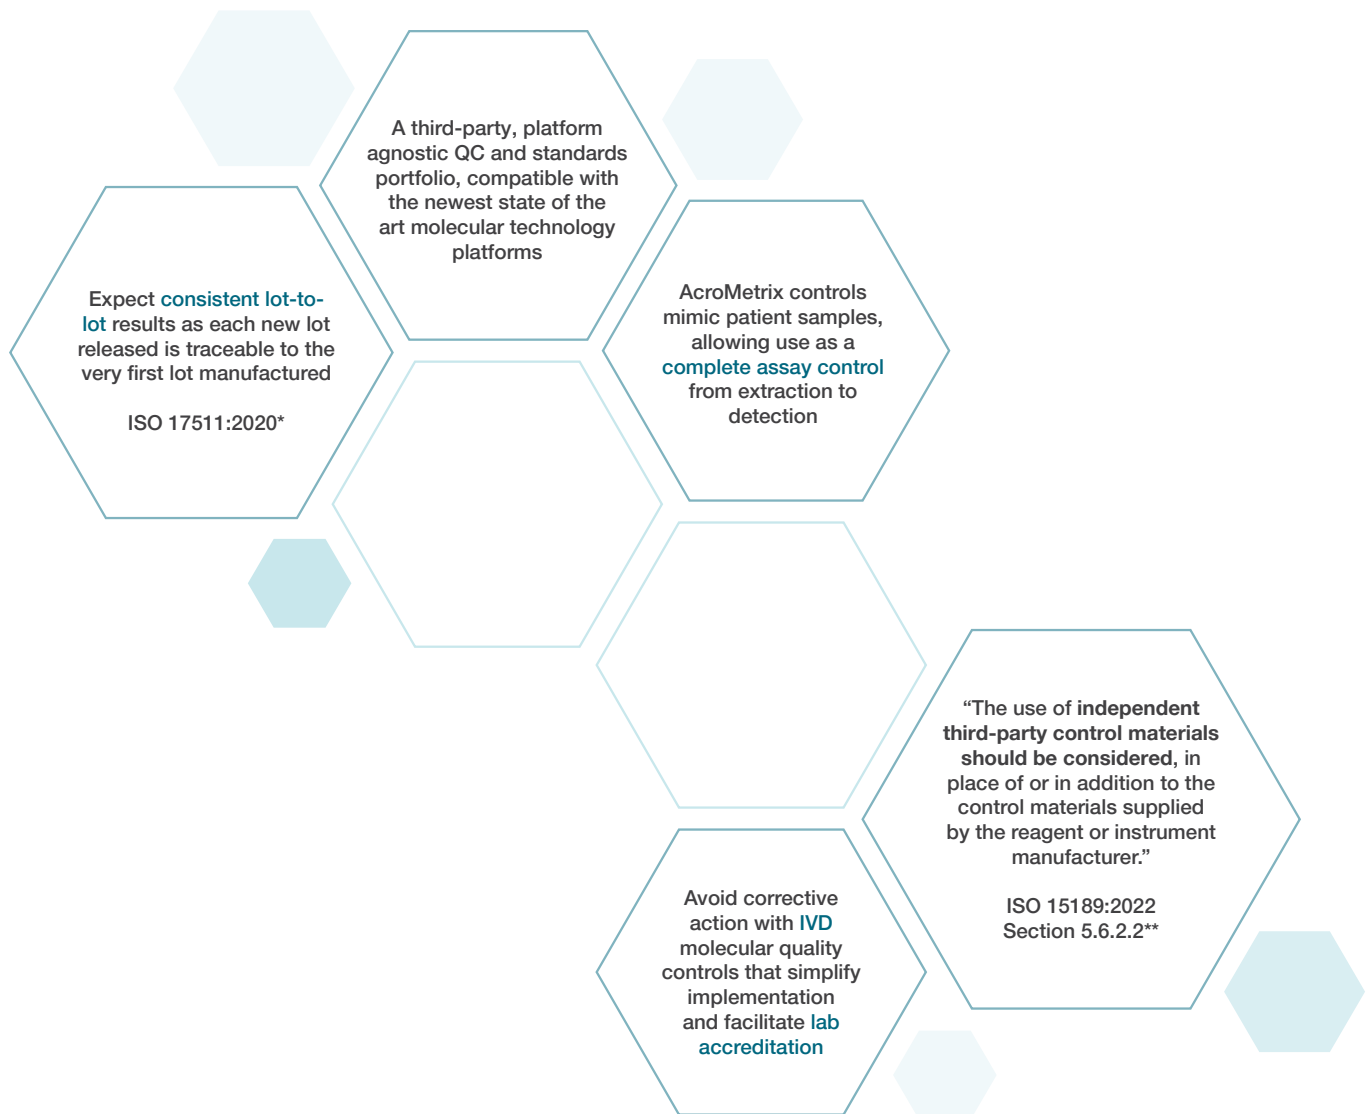 A third-party, platform
agnostic QC and standards
portfolio, compatible with
the newest state of the
art molecular technology
platforms
Expect consistent lot-to-
lot results as each new lot
released is traceable to the
very first lot manufactured
ISO 17511:2020*
AcroMetrix controls
mimic patient samples,
allowing use as a
complete assay control
from extraction to
detection
“The use of independent
third-party control materials
should be considered, in
place of or in addition to the
control materials supplied
by the reagent or instrument
manufacturer.”
ISO 15189:2022
Section 5.6.2.2**
Avoid corrective
action with IVD
molecular quality
controls that simplify
implementation
and facilitate lab
accreditation